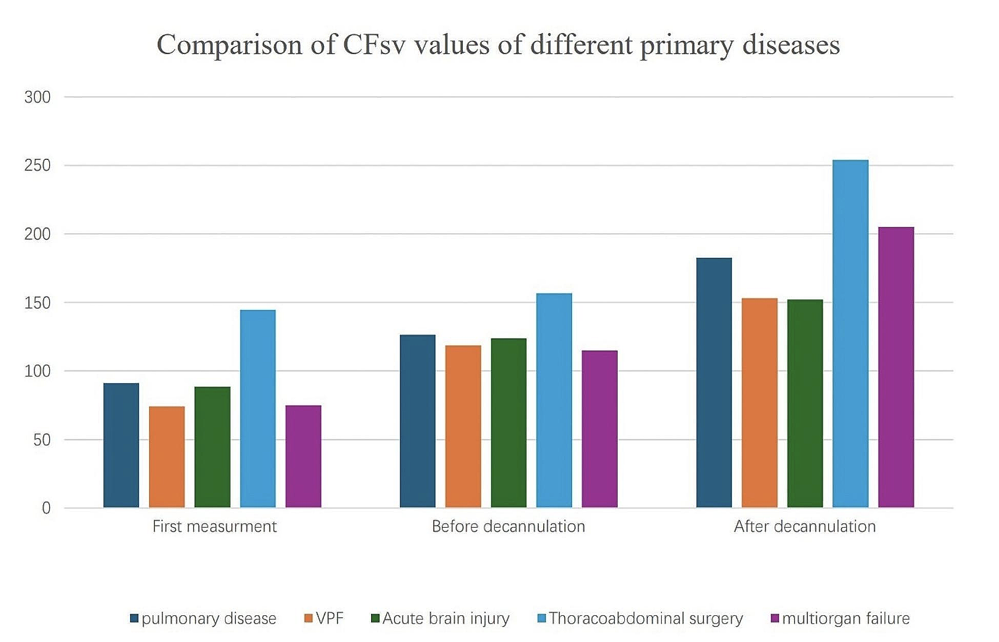 Comparison of CFsv values of different primary diseases
300
250
200
150
100
50
0
First measurment
Before decannulation
After decannulation
pulmonary disease
VPF
Acute brain injury
Thoracoabdominal surgery
multiorgan failure